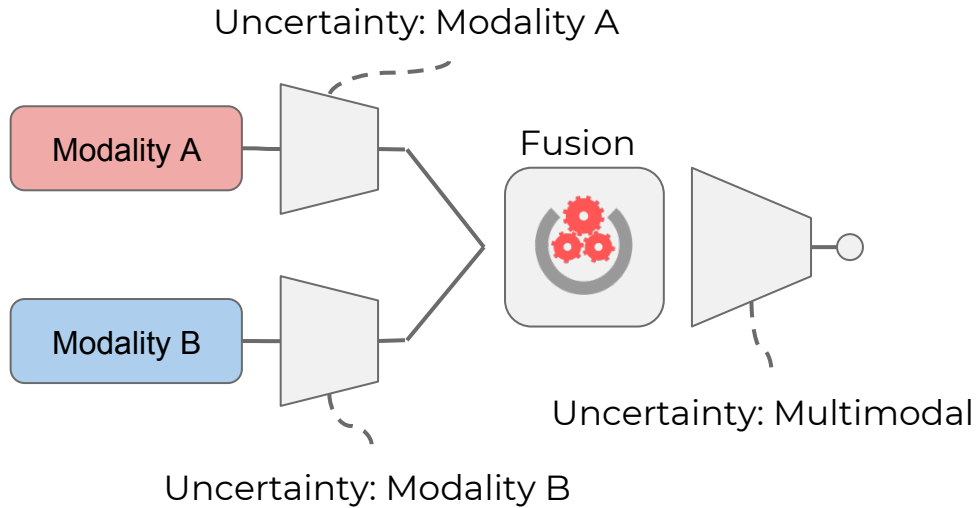 Uncertainty: Modality A
Modality A
Fusion
Modality B
Uncertainty: Multimodal
Uncertainty: Modality B